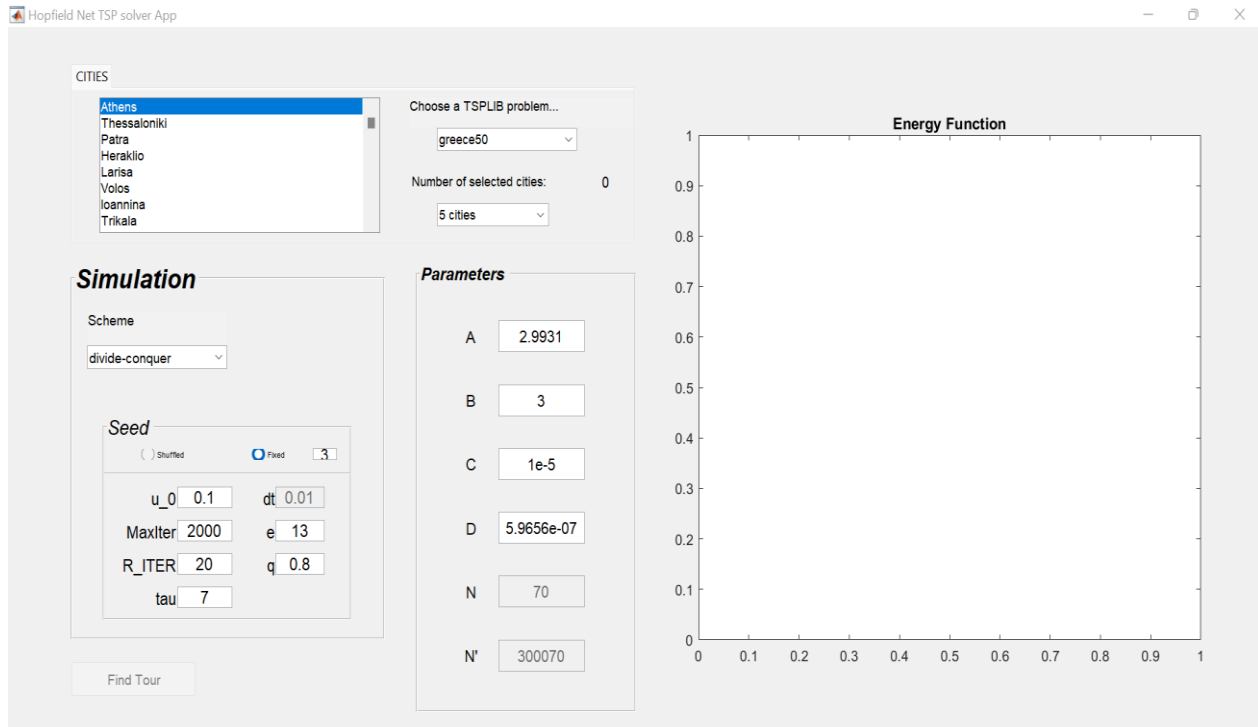 Hopfield Net TSP solver App
CITIES
Athens
Thessaloniki
Patra
Heraklio
Larisa
Volos
Ioannina
Trikala
Choose a TSPLIB problem...
greece50
Number of selected cities: 0
5 cities
Simulation
Scheme
divide-conquer
Seed
Shuffled Fixed 3
u_0 0.1 dt 0.01
MaxIter 2000 e 13
R_ITER 20 q 0.8
tau 7
Find Tour
Parameters
A 2.9931
B 3
C 1e-5
D 5.9656e-07
N 70
N' 300070
Energy Function
1
0.9
0.8
0.7
0.6
0.5
0.4
0.3
0.2
0.1
0
0 0.1 0.2 0.3 0.4 0.5 0.6 0.7 0.8 0.9 1